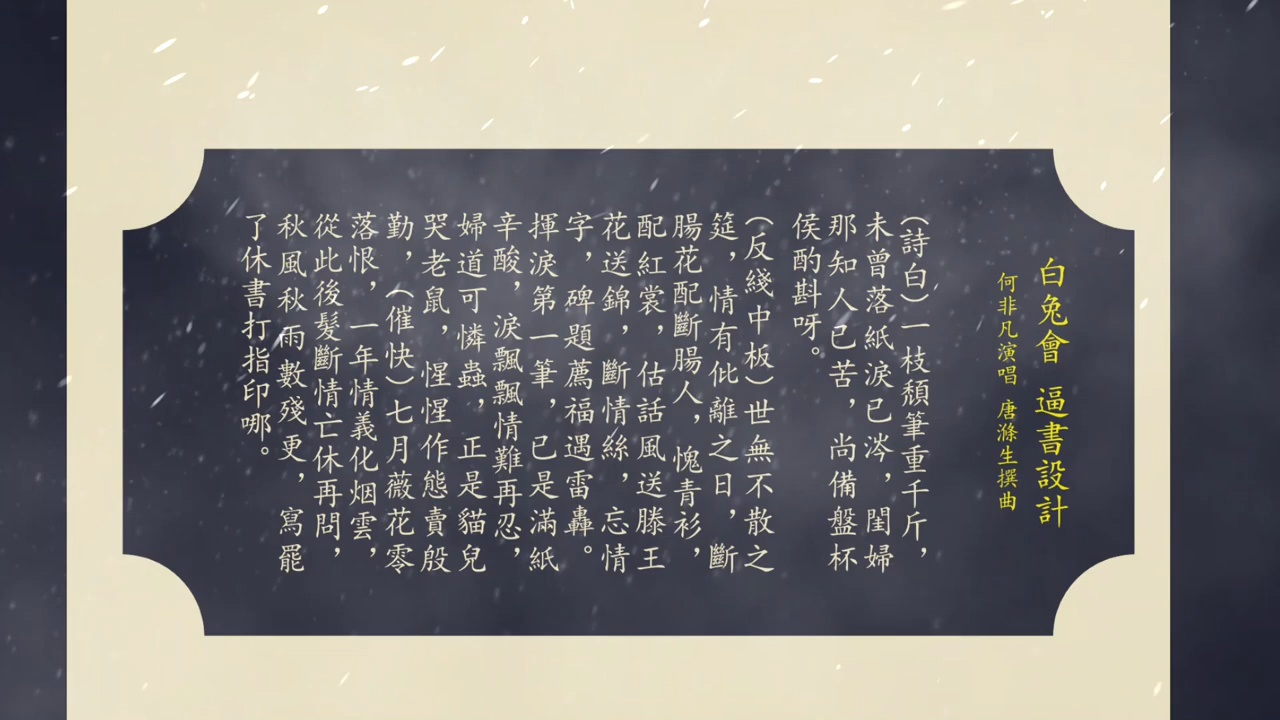 白兔會 逼書設計
何非凡演唱 唐滌生撰曲
（詩白）一枝頹筆重千斤，
未曾落紙淚已涔，閨婦
那知人已苦，尚備盤杯
侯酌斟呀。
（反綫中板）世無不散之
筵，情有仳離之日，斷
腸花配斷腸人，愧青衫，
配紅裳，估話風送滕王
花送錦，斷情絲，忘情
字，碑題薦福遇雷轟。
揮淚第一筆，已是滿紙
辛酸，淚飄飄情難再忍，
婦道可憐蟲，正是貓兒
哭老鼠，惺惺作態賣殷
勤，（催快）七月薇花零
落恨，一年情義化烟雲，
從此後髮斷情亡休再問，
秋風秋雨數殘更，寫罷
了休書打指印哪。